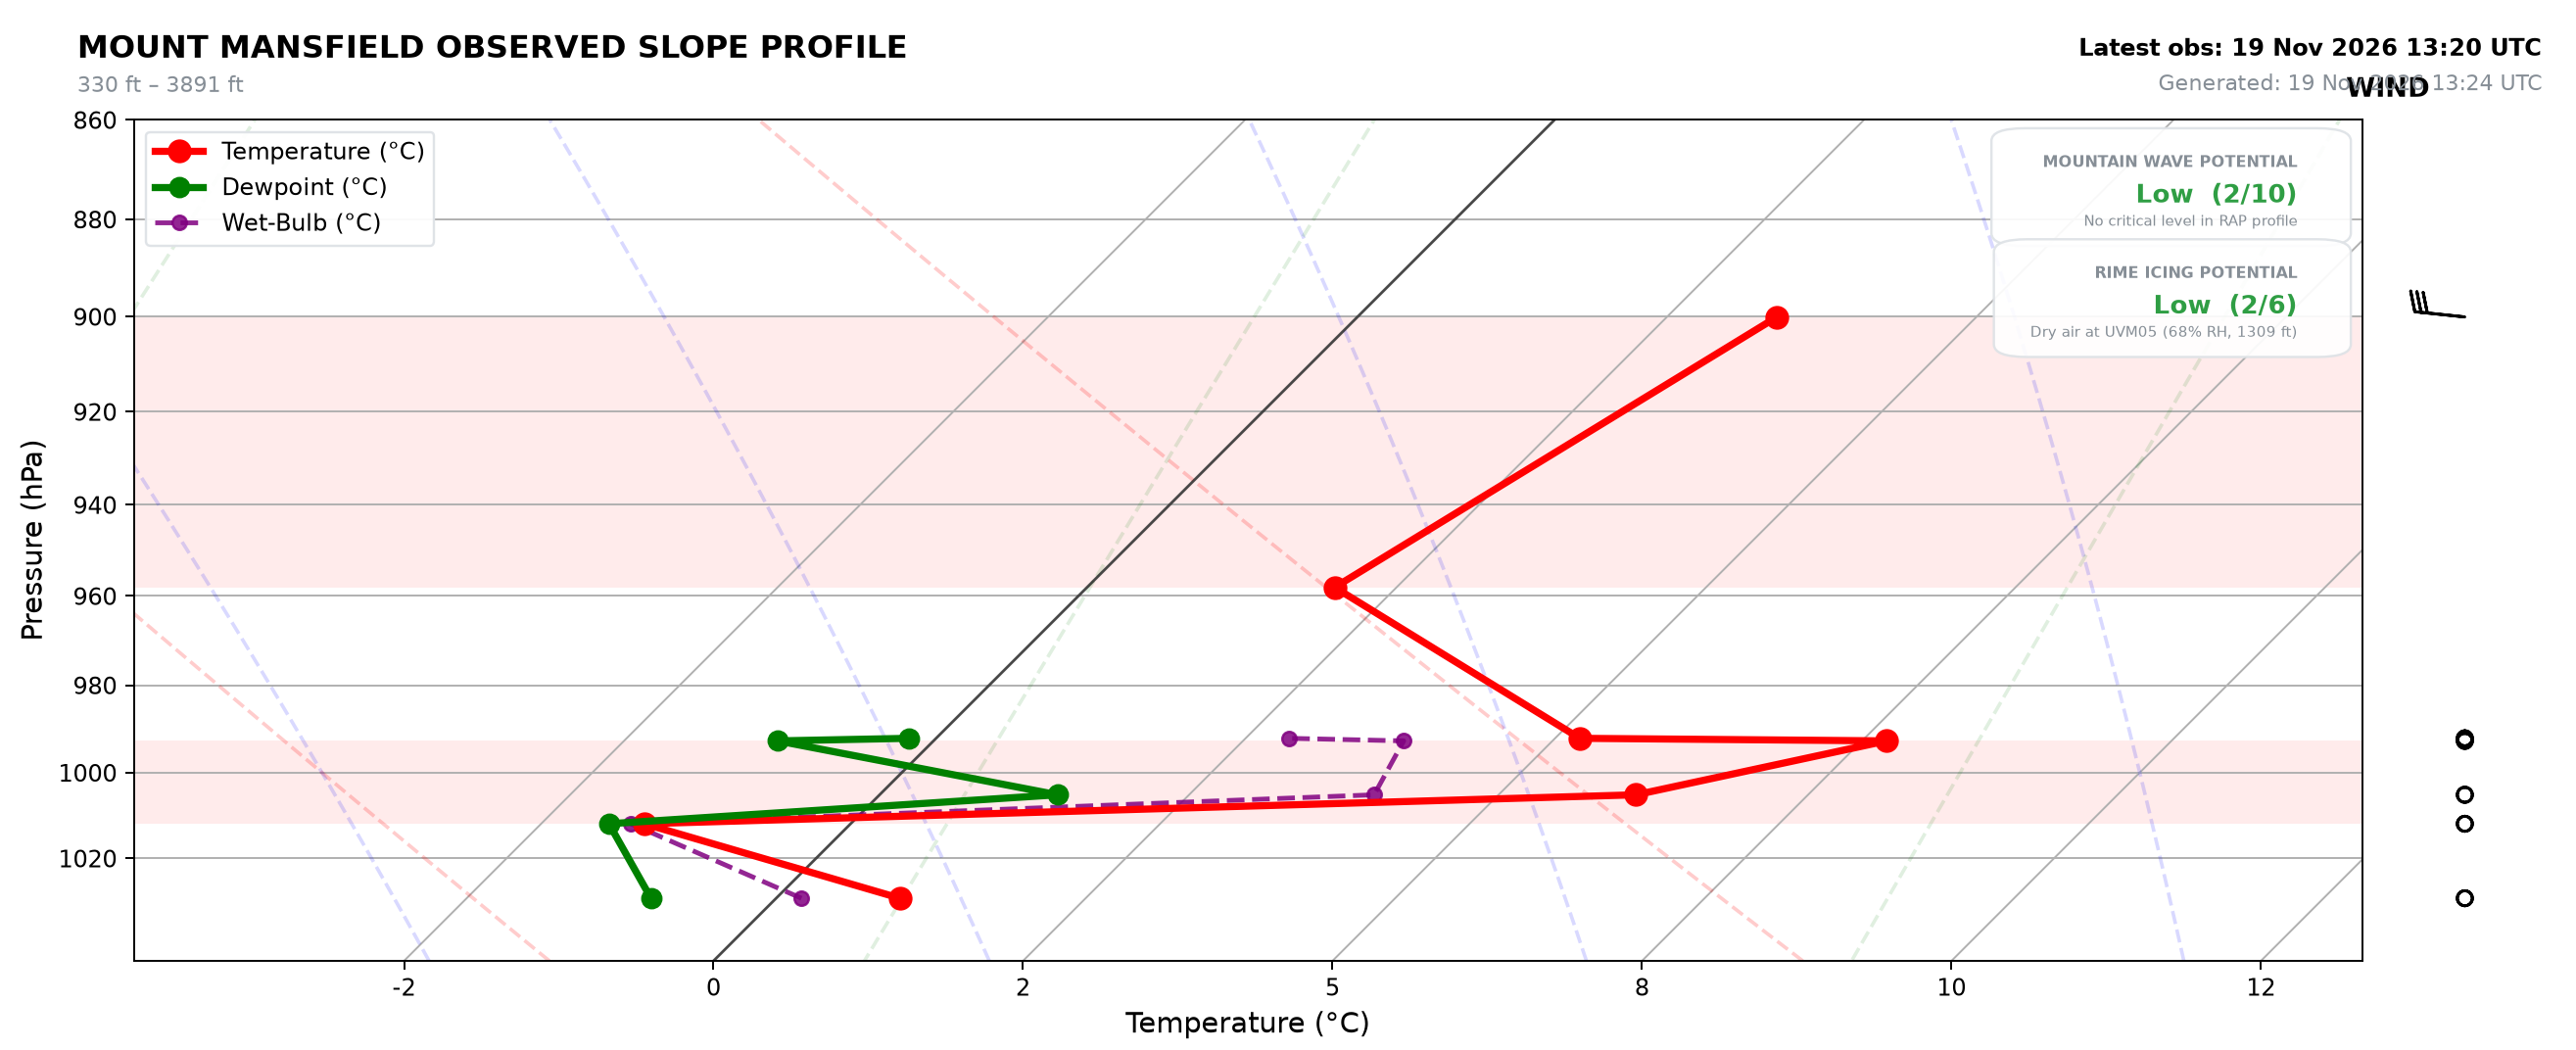 MOUNT MANSFIELD OBSERVED SLOPE PROFILE
330 ft – 3891 ft
Latest obs: 19 Nov 2026 13:20 UTC
Generated: 19 Nov 2026 13:24 UTC
WIND
Temperature (°C)
Dewpoint (°C)
Wet-Bulb (°C)
MOUNTAIN WAVE POTENTIAL
Low (2/10)
No critical level in RAP profile
RIME ICING POTENTIAL
Low (2/6)
Dry air at UVM05 (68% RH, 1309 ft)
Pressure (hPa)
860
880
900
920
940
960
980
1000
1020
-2
0
2
5
8
10
12
Temperature (°C)